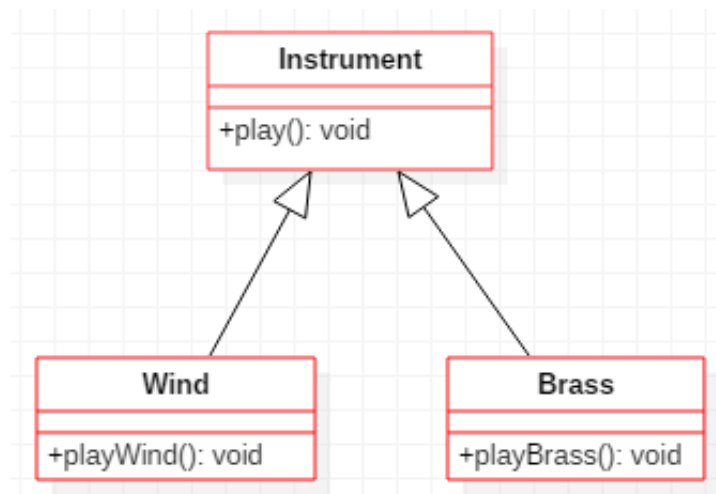 Instrument
+play(): void
Wind
+playWind(): void
Brass
+playBrass(): void